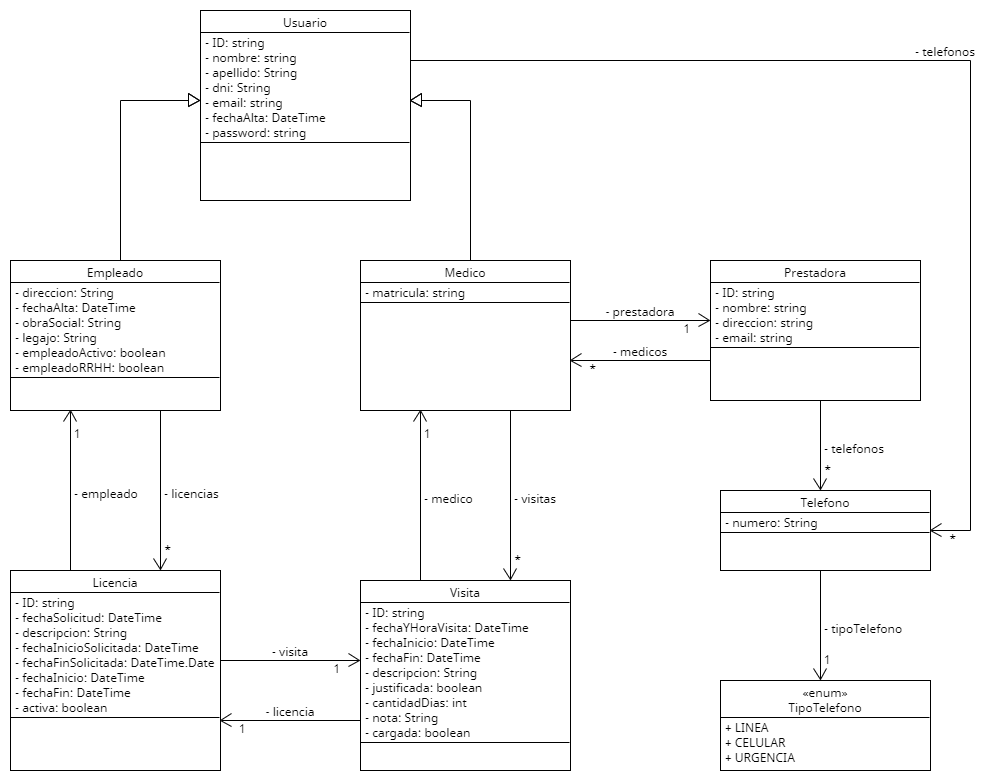 Usuario
- ID: string
- nombre: string
- apellido: String
- dni: String
- email: string
- fechaAlta: DateTime
- password: string
- telefonos
Empleado
- direccion: String
- fechaAlta: DateTime
- obraSocial: String
- legajo: String
- empleadoActivo: boolean
- empleadoRRHH: boolean
Medico
- matricula: string
- prestadora
1
- medicos
*
Prestadora
- ID: string
- nombre: string
- direccion: string
- email: string
1
- empleado
- licencias
*
1
- medico
- visitas
*
- telefonos
*
Telefono
- numero: String
*
Licencia
- ID: string
- fechaSolicitud: DateTime
- descripcion: String
- fechaInicioSolicitada: DateTime
- fechaFinSolicitada: DateTime.Date
- fechaInicio: DateTime
- fechaFin: DateTime
- activa: boolean
- visita
1
- licencia
1
Visita
- ID: string
- fechaYHoraVisita: DateTime
- fechaInicio: DateTime
- fechaFin: DateTime
- descripcion: String
- justificada: boolean
- cantidadDias: int
- nota: String
- cargada: boolean
- tipoTelefono
1
«enum»
TipoTelefono
+ LINEA
+ CELULAR
+ URGENCIA